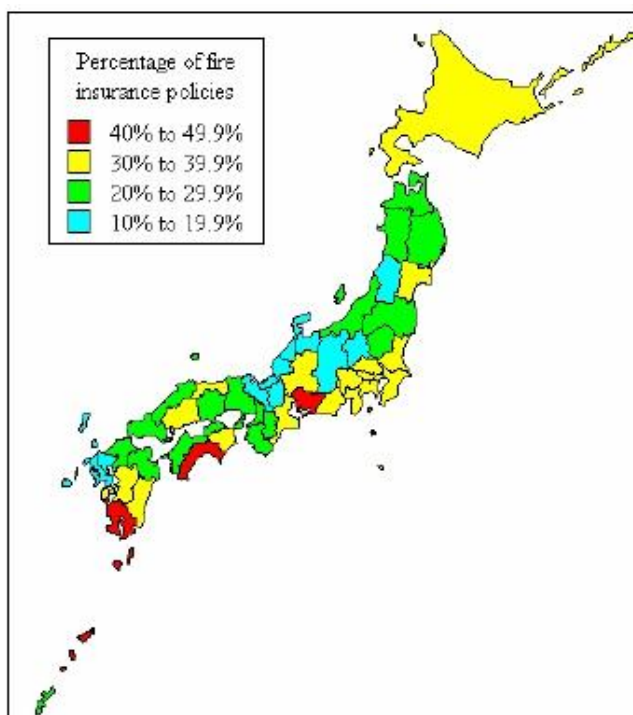 Percentage of fire
insurance policies
40% to 49.9%
30% to 39.9%
20% to 29.9%
10% to 19.9%